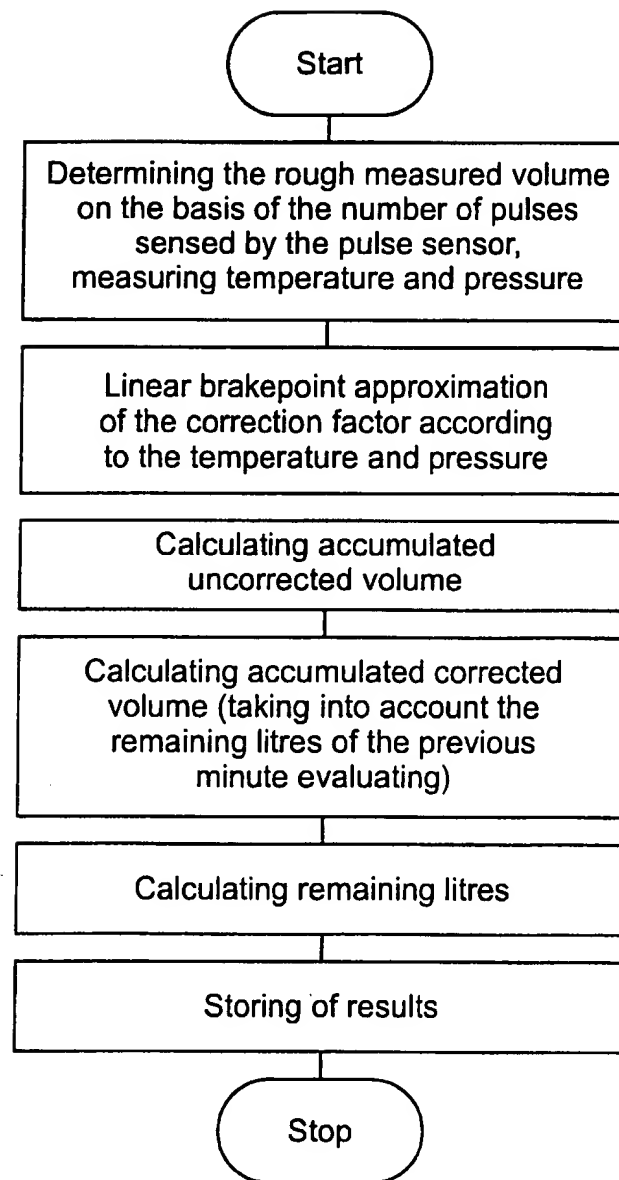 Start
Determining the rough measured volume
on the basis of the number of pulses
sensed by the pulse sensor,
measuring temperature and pressure
Linear brakepoint approximation
of the correction factor according
to the temperature and pressure
Calculating accumulated
uncorrected volume
Calculating accumulated corrected
volume (taking into account the
remaining litres of the previous
minute evaluating)
Calculating remaining litres
Storing of results
Stop